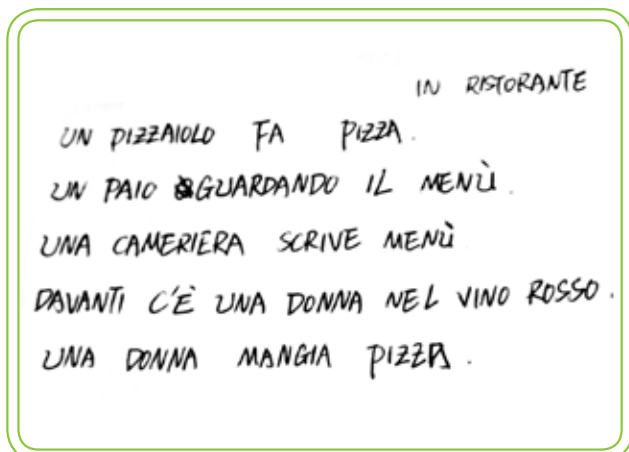 IN RISTORANTE
UN PIZZAIOLO FA PIZZA.
UN PAIO GUARDANDO IL MENÙ.
UNA CAMERIERA SCRIVE MENÙ
DAVANTI C'È UNA DONNA NEL VINO ROSSO.
UNA DONNA MANGIA PIZZA.